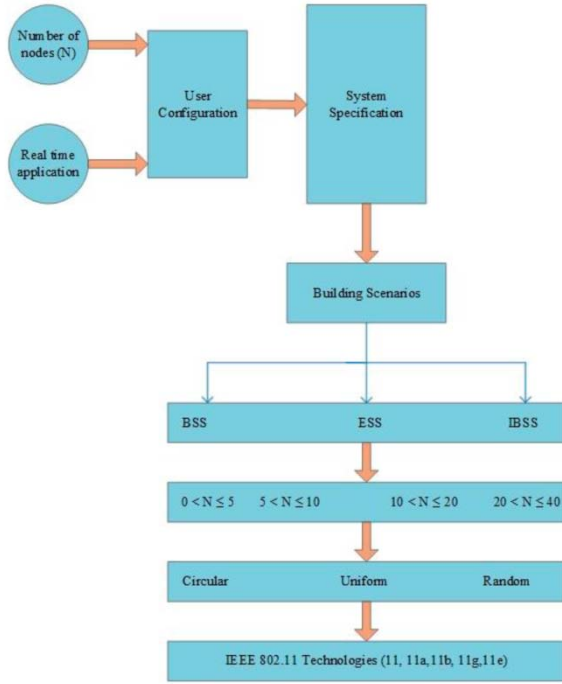 Number of
nodes (N)
User
Configuration
System
Specification
Real time
application
Building Scenarios
BSS ESS IBSS
0 < N ≤ 5 5 < N ≤ 10 10 < N ≤ 20 20 < N ≤ 40
Circular Uniform Random
IEEE 802.11 Technologies (11, 11a,11b, 11g,11e)